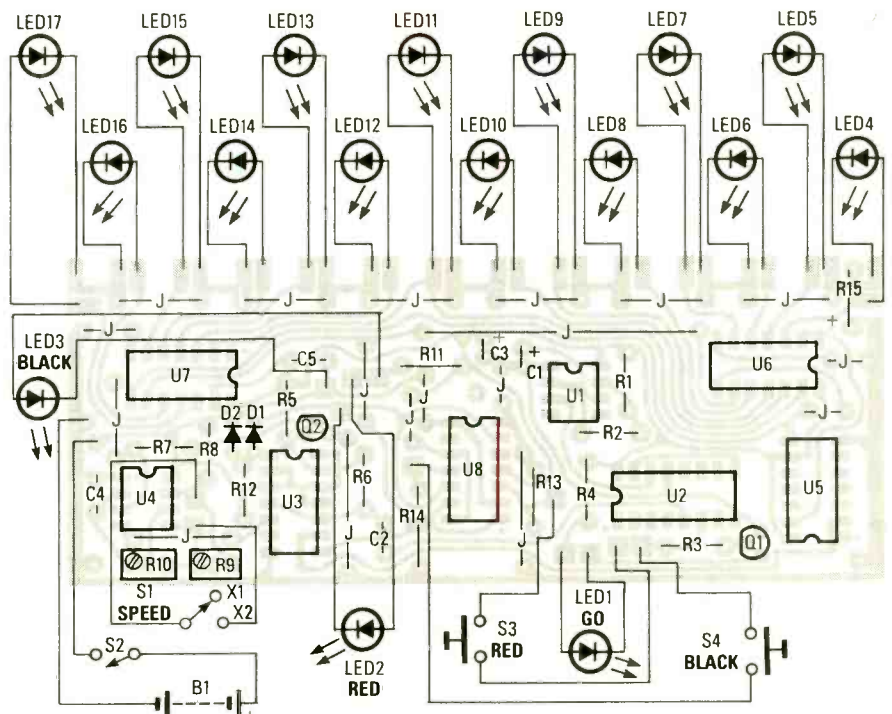 LED17 LED15 LED13 LED11 LED9 LED7 LED5
LED16 LED14 LED12 LED10 LED8 LED6 LED4
J J J J J J R15
+
LED3
BLACK
J
J
U7
C5
J
R11
+
C3
+
C1
U1
R1
U6
J
J
R5
D2 D1
Q2
J
J
J
R2
J
R7
R8
C4
U4
R12
U3
R6
J
C2
R14
U8
R13
J
R4
U2
U5
R3
Q1
J
R10
R9
S1
SPEED
X1
X2
S2
B1
+
LED2
RED
S3
RED
LED1
GO
S4
BLACK